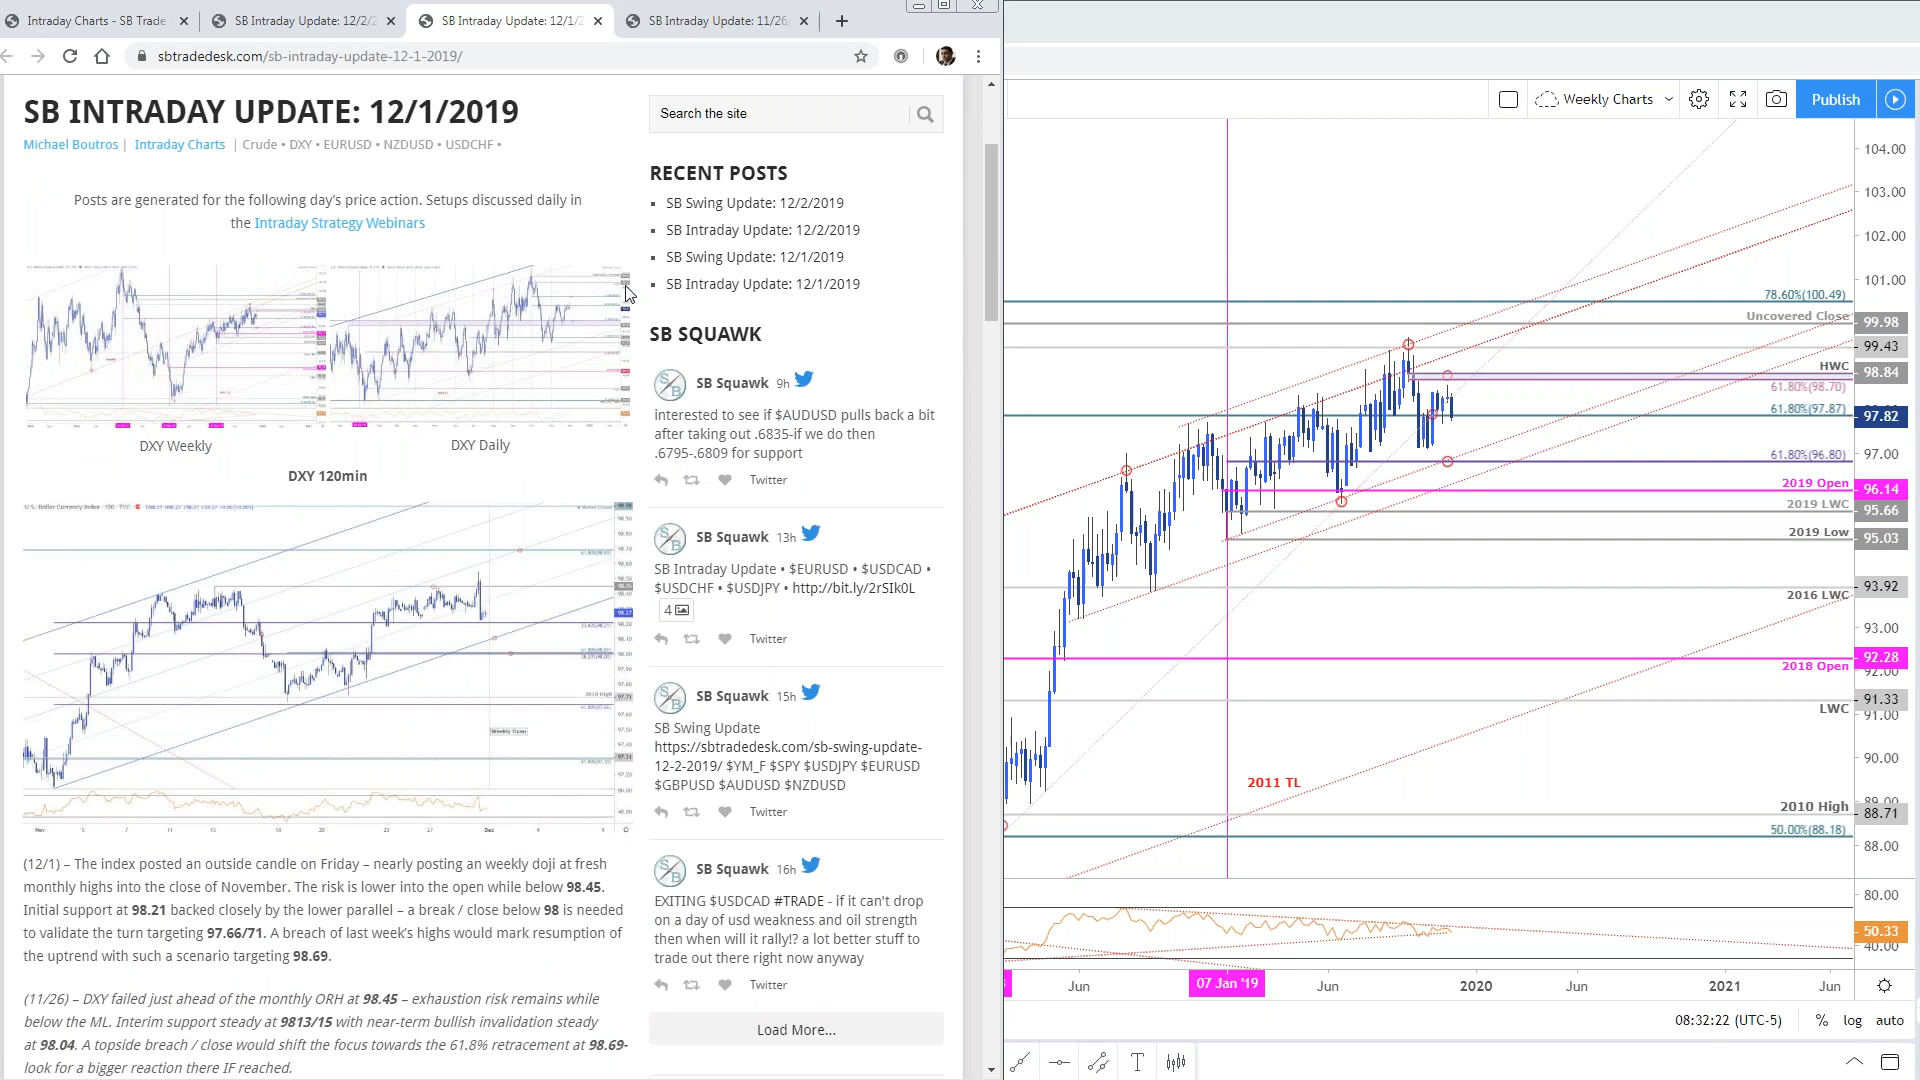 Intraday Charts - SB Trade
SB Intraday Update: 12/2/2
SB Intraday Update: 12/1/2
SB Intraday Update: 11/26
sbtradedesk.com/sb-intraday-update-12-1-2019/
SB INTRADAY UPDATE: 12/1/2019
Michael Boutros | Intraday Charts | Crude • DXY • EURUSD • NZDUSD • USDCHF •
Posts are generated for the following day's price action. Setups discussed daily in
the Intraday Strategy Webinars
DXY Weekly
DXY Daily
DXY 120min
Weekly Open
(12/1) – The index posted an outside candle on Friday – nearly posting an weekly doji at fresh
monthly highs into the close of November. The risk is lower into the open while below 98.45.
Initial support at 98.21 backed closely by the lower parallel – a break / close below 98 is needed
to validate the turn targeting 97.66/71. A breach of last week's highs would mark resumption of
the uptrend with such a scenario targeting 98.69.
(11/26) – DXY failed just ahead of the monthly ORH at 98.45 – exhaustion risk remains while
below the ML. Interim support steady at 9813/15 with near-term bullish invalidation steady
at 98.04. A topside breach / close would shift the focus towards the 61.8% retracement at 98.69-
look for a bigger reaction there IF reached.
Search the site
RECENT POSTS
SB Swing Update: 12/2/2019
SB Intraday Update: 12/2/2019
SB Swing Update: 12/1/2019
SB Intraday Update: 12/1/2019
SB SQUAWK
SB Squawk 9h
interested to see if $AUDUSD pulls back a bit
after taking out .6835-if we do then
.6795-.6809 for support
Twitter
SB Squawk 13h
SB Intraday Update • $EURUSD • $USDCAD •
$USDCHF • $USDJPY • http://bit.ly/2rSIk0L
4
Twitter
SB Squawk 15h
SB Swing Update
https://sbtradedesk.com/sb-swing-update-
12-2-2019/ $YM_F $SPY $USDJPY $EURUSD
$GBPUSD $AUDUSD $NZDUSD
Twitter
SB Squawk 16h
EXITING $USDCAD #TRADE - if it can't drop
on a day of usd weakness and oil strength
then when will it rally!? a lot better stuff to
trade out there right now anyway
Twitter
Load More...
Weekly Charts
Publish
104.00
103.00
102.00
101.00
78.60%(100.49)
Uncovered Close 99.98
99.43
HWC 98.84
61.80%(98.70)
61.80%(97.87)
97.82
97.00
61.80%(96.80)
2019 Open 96.14
2019 LWC 95.66
2019 Low 95.03
93.92
2016 LWC
93.00
92.28
2018 Open
92.00
91.33
LWC
91.00
90.00
2011 TL
89.00
2010 High 88.71
50.00%(88.18)
88.00
80.00
50.33
40.00
Jun
07 Jan '19
Jun
2020
Jun
2021
Jun
08:32:22 (UTC-5)
%
log
auto